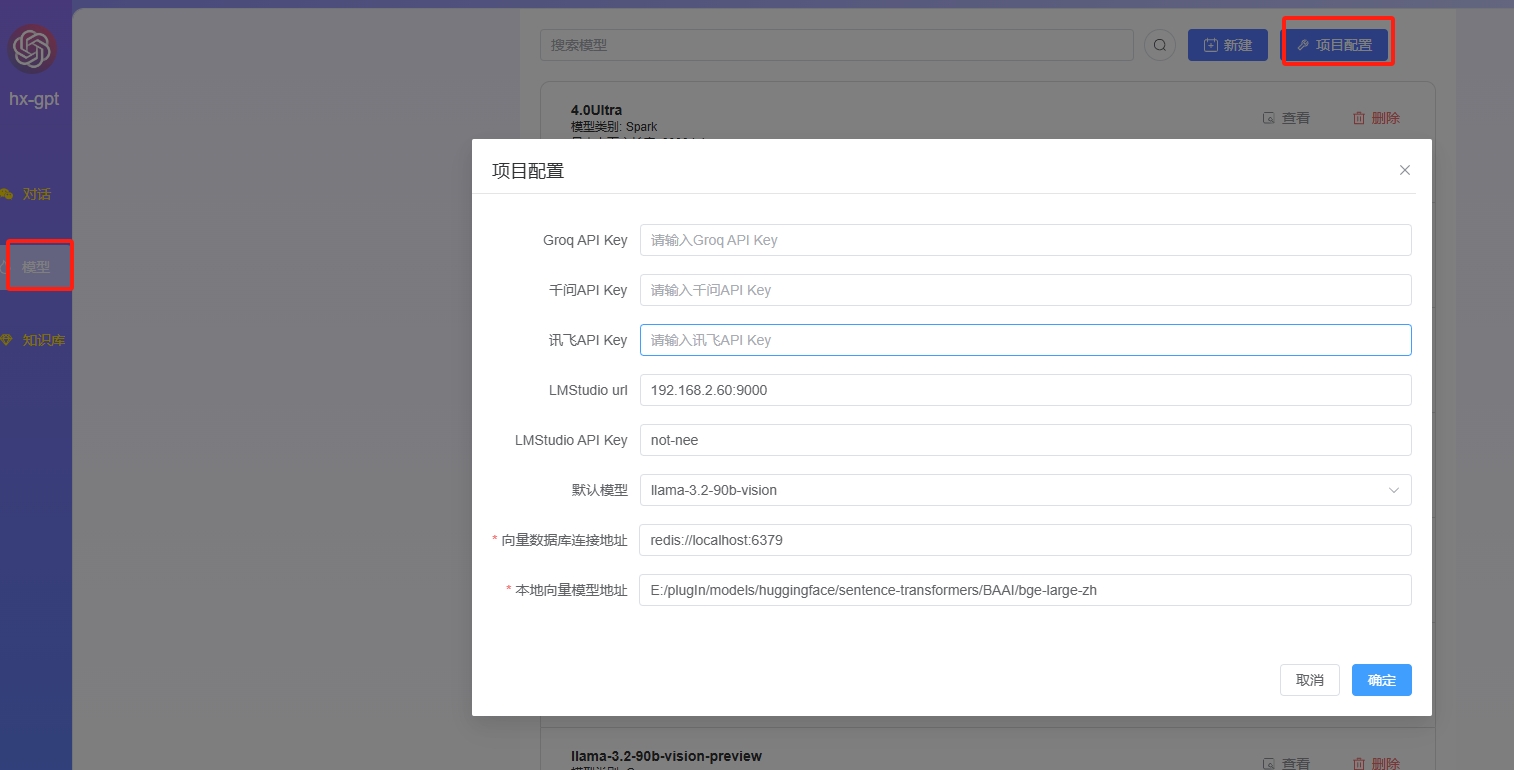 搜索模型
新建
项目配置
hx-gpt
4.0Ultra
模型类别: Spark
查看
删除
项目配置
对话
模型
知识库
Groq API Key
请输入Groq API Key
千问API Key
请输入千问API Key
讯飞API Key
请输入讯飞API Key
LMStudio url
192.168.2.60:9000
LMStudio API Key
not-nee
默认模型
llama-3.2-90b-vision
* 向量数据库连接地址
redis://localhost:6379
* 本地向量模型地址
E:/plugIn/models/huggingface/sentence-transformers/BAAI/bge-large-zh
取消
确定
llama-3.2-90b-vision-preview
查看
删除